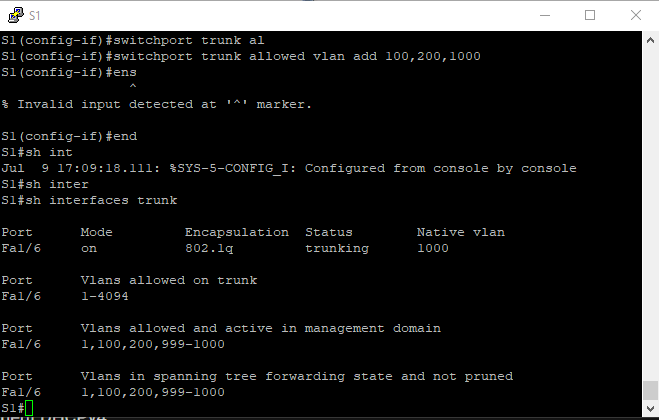 S1
S1(config-if)#switchport trunk al
S1(config-if)#switchport trunk allowed vlan add 100,200,1000
S1(config-if)#ens
^
% Invalid input detected at '^' marker.
S1(config-if)#end
S1#sh int
Jul  9 17:09:18.111: %SYS-5-CONFIG_I: Configured from console by console
S1#sh inter
S1#sh interfaces trunk
Port      Mode         Encapsulation  Status        Native vlan
Fa1/6     on           802.1q         trunking      1000
Port      Vlans allowed on trunk
Fa1/6     1-4094
Port      Vlans allowed and active in management domain
Fa1/6     1,100,200,999-1000
Port      Vlans in spanning tree forwarding state and not pruned
Fa1/6     1,100,200,999-1000
S1#